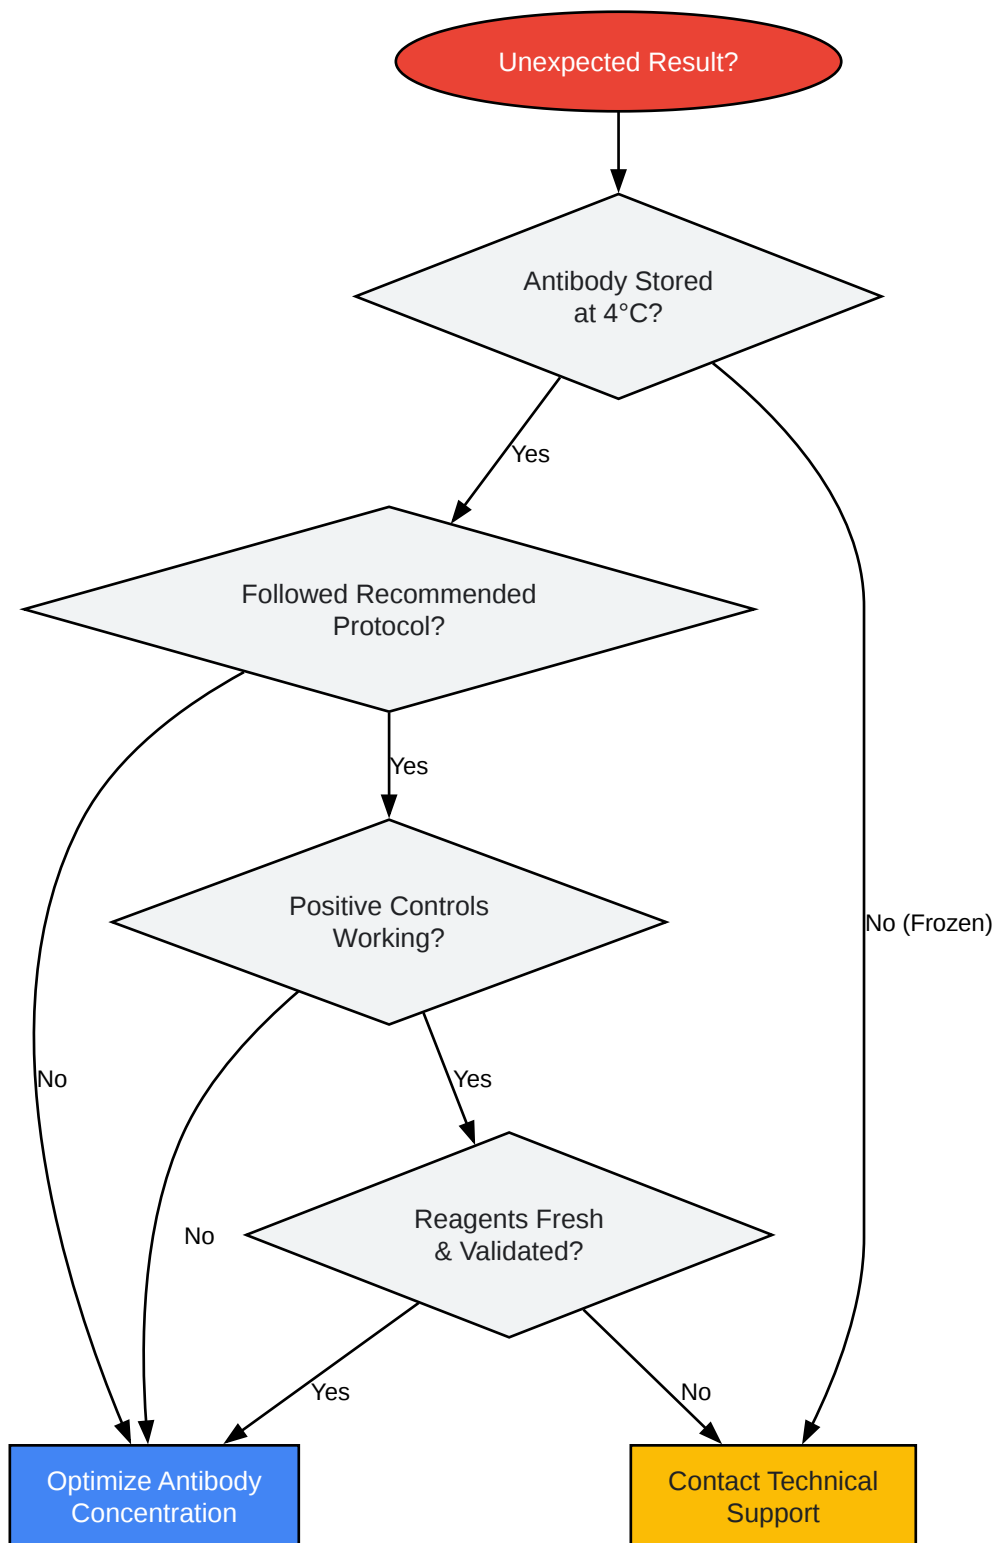 Unexpected Result?
Antibody Stored
at 4°C?
Yes
Followed Recommended
Protocol?
Yes
Positive Controls
Working?
No (Frozen)
No
Yes
Reagents Fresh
& Validated?
No
Yes
No
Optimize Antibody
Concentration
Contact Technical
Support